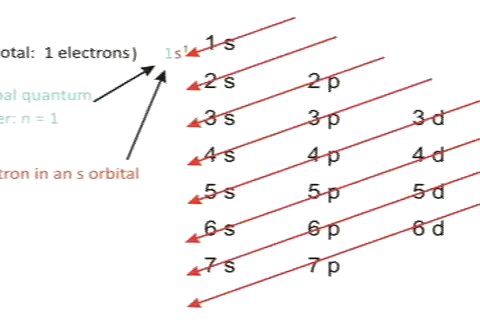 otal: 1 electrons) 1s¹
pal quantum
er: n = 1
tron in an s orbital
1 s
2 s 2 p
3 s 3 p 3 d
4 s 4 p 4 d
5 s 5 p 5 d
6 s 6 p 6 d
7 s 7 p